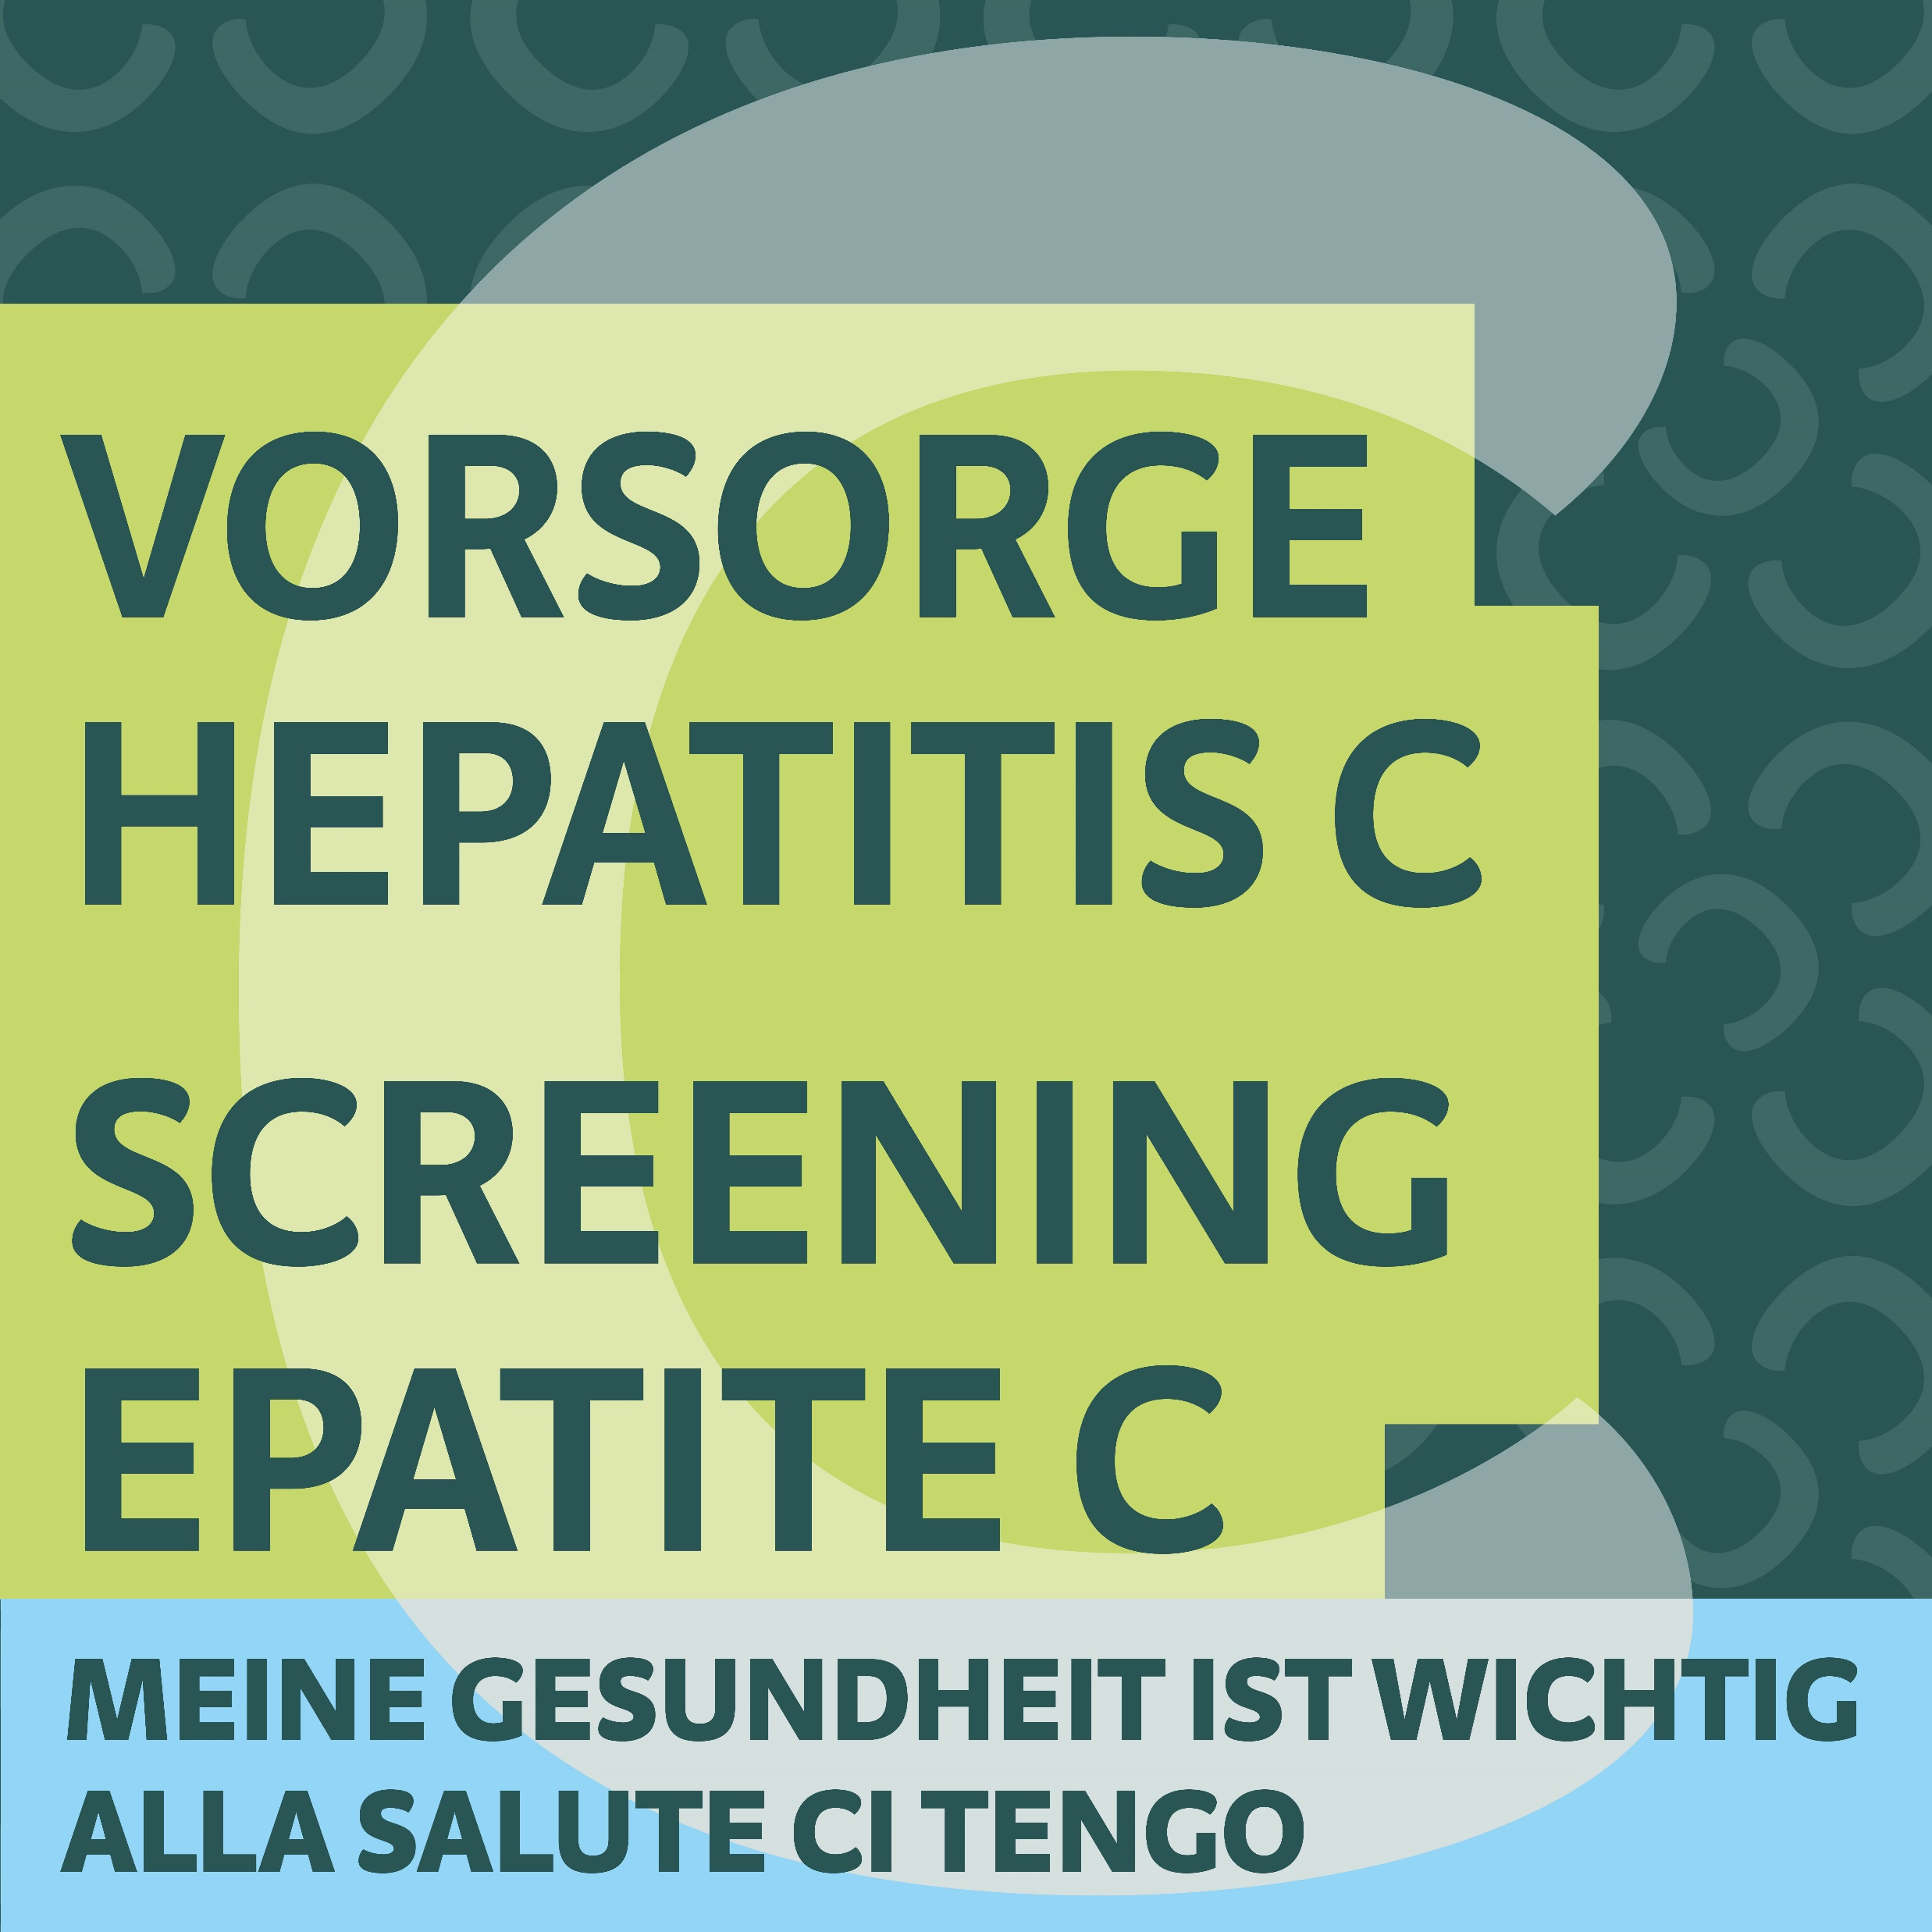 VORSORGE
HEPATITIS C
SCREENING
EPATITE C
MEINE GESUNDHEIT IST WICHTIG
ALLA SALUTE CI TENGO